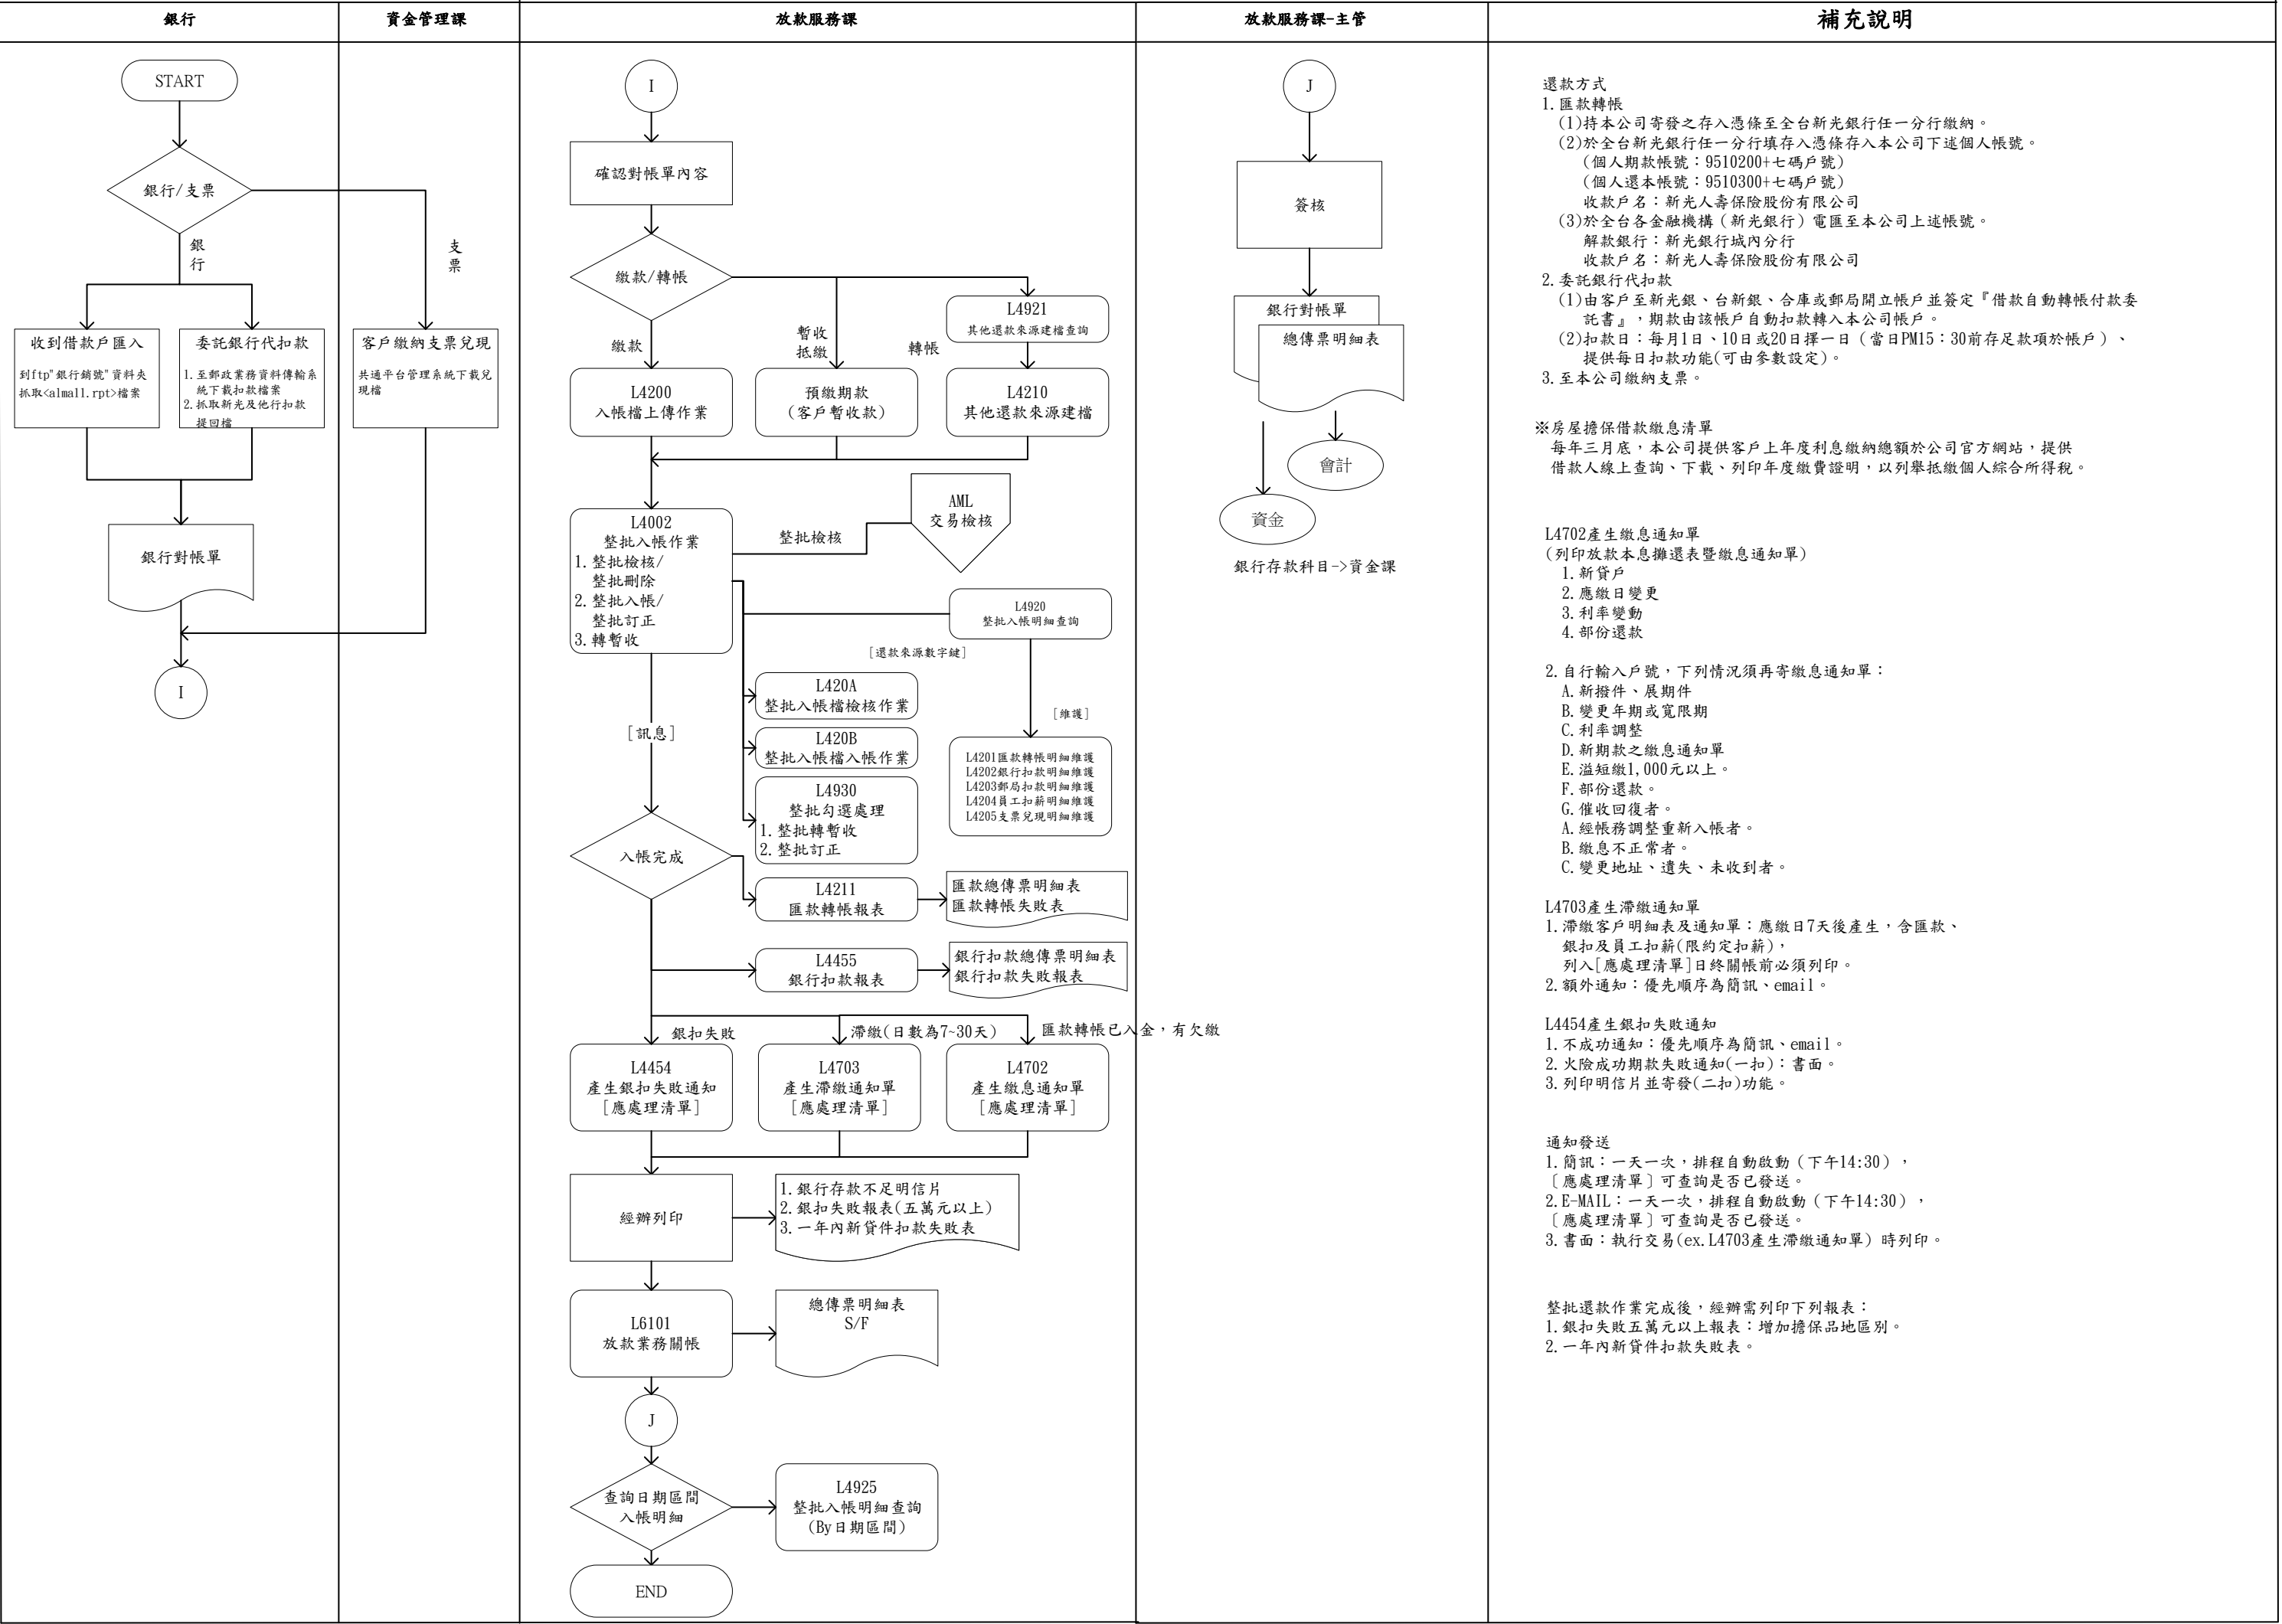 銀行
資金管理課
放款服務課
放款服務課-主管
補充說明
START
銀行/支票
銀
行
支
票
收到借款戶匯入
到ftp"銀行銷號"資料夾
抓取<almall.rpt>檔案
委託銀行代扣款
1.至郵政業務資料傳輸系
統下載扣款檔案
2.抓取新光及他行扣款
提回檔
客戶繳納支票兌現
共通平台管理系統下載兌
現檔
銀行對帳單
I
I
確認對帳單內容
繳款/轉帳
繳款
暫收
抵繳
轉帳
L4921
其他還款來源建檔查詢
L4200
入帳檔上傳作業
預繳期款
(客戶暫收款)
L4210
其他還款來源建檔
L4002
整批入帳作業
1.整批檢核/
整批刪除
2.整批入帳/
整批訂正
3.轉暫收
整批檢核
AML
交易檢核
L4920
整批入帳明細查詢
[還款來源數字鍵]
L420A
整批入帳檔檢核作業
[維護]
[訊息]
L420B
整批入帳檔入帳作業
L4201匯款轉帳明細維護
L4202銀行扣款明細維護
L4203郵局扣款明細維護
L4204員工扣薪明細維護
L4205支票兌現明細維護
L4930
整批勾選處理
1.整批轉暫收
2.整批訂正
入帳完成
L4211
匯款轉帳報表
匯款總傳票明細表
匯款轉帳失敗表
L4455
銀行扣款報表
銀行扣款總傳票明細表
銀行扣款失敗報表
銀扣失敗
滯繳(日數為7~30天)
匯款轉帳已入金，有欠繳
L4454
產生銀扣失敗通知
[應處理清單]
L4703
產生滯繳通知單
[應處理清單]
L4702
產生繳息通知單
[應處理清單]
經辦列印
1.銀行存款不足明信片
2.銀扣失敗報表(五萬元以上)
3.一年內新貸件扣款失敗表
L6101
放款業務關帳
總傳票明細表
S/F
J
查詢日期區間
入帳明細
L4925
整批入帳明細查詢
(By日期區間)
END
J
簽核
銀行對帳單
總傳票明細表
會計
資金
銀行存款科目->資金課
還款方式
1.匯款轉帳
(1)持本公司寄發之存入憑條至全台新光銀行任一分行繳納。
(2)於全台新光銀行任一分行填存入憑條存入本公司下述個人帳號。
(個人期款帳號：9510200+七碼戶號)
(個人還本帳號：9510300+七碼戶號)
收款戶名：新光人壽保險股份有限公司
(3)於全台各金融機構（新光銀行）電匯至本公司上述帳號。
解款銀行：新光銀行城內分行
收款戶名：新光人壽保險股份有限公司
2.委託銀行代扣款
(1)由客戶至新光銀、台新銀、合庫或郵局開立帳戶並簽定『借款自動轉帳付款委
託書』，期款由該帳戶自動扣款轉入本公司帳戶。
(2)扣款日：每月1日、10日或20日擇一日（當日PM15：30前存足款項於帳戶）、
提供每日扣款功能(可由參數設定)。
3.至本公司繳納支票。
※房屋擔保借款繳息清單
每年三月底，本公司提供客戶上年度利息繳納總額於公司官方網站，提供
借款人線上查詢、下載、列印年度繳費證明，以列舉抵繳個人綜合所得稅。
L4702產生繳息通知單
(列印放款本息攤還表暨繳息通知單)
1.新貸戶
2.應繳日變更
3.利率變動
4.部份還款
2.自行輸入戶號，下列情況須再寄繳息通知單：
A.新撥件、展期件
B.變更年期或寬限期
C.利率調整
D.新期款之繳息通知單
E.溢短繳1,000元以上。
F.部份還款。
G.催收回復者。
A.經帳務調整重新入帳者。
B.繳息不正常者。
C.變更地址、遺失、未收到者。
L4703產生滯繳通知單
1.滯繳客戶明細表及通知單：應繳日7天後產生，含匯款、
銀扣及員工扣薪(限約定扣薪)，
列入[應處理清單]日終關帳前必須列印。
2.額外通知：優先順序為簡訊、email。
L4454產生銀扣失敗通知
1.不成功通知：優先順序為簡訊、email。
2.火險成功期款失敗通知(一扣)：書面。
3.列印明信片並寄發(二扣)功能。
通知發送
1.簡訊：一天一次，排程自動啟動（下午14:30），
〔應處理清單〕可查詢是否已發送。
2.E-MAIL：一天一次，排程自動啟動（下午14:30），
〔應處理清單〕可查詢是否已發送。
3.書面：執行交易(ex.L4703產生滯繳通知單) 時列印。
整批還款作業完成後，經辦需列印下列報表：
1.銀扣失敗五萬元以上報表：增加擔保品地區別。
2.一年內新貸件扣款失敗表。